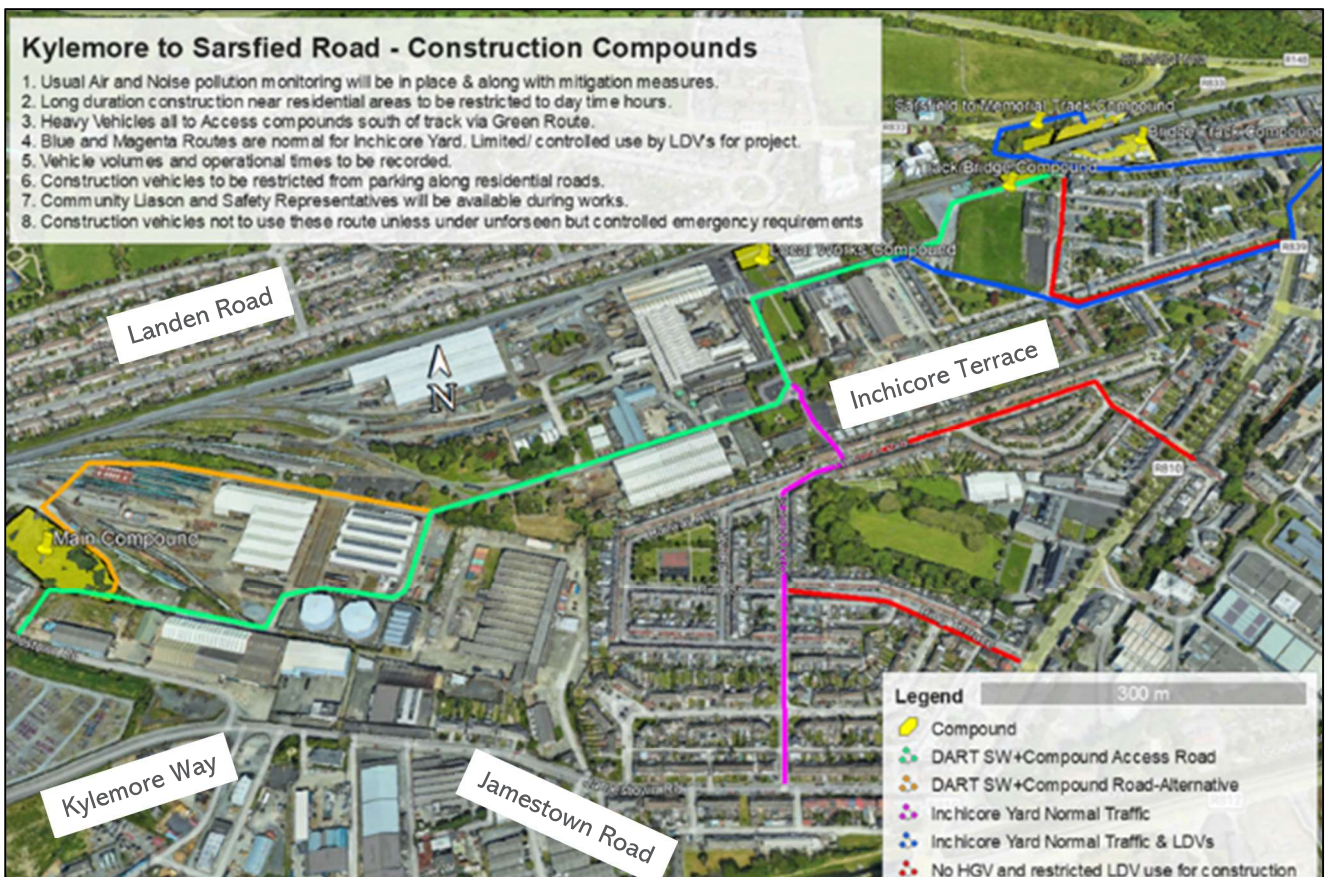 Kylemore to Sarsfied Road - Construction Compounds
1. Usual Air and Noise pollution monitoring will be in place & along with mitigation measures.
2. Long duration construction near residential areas to be restricted to day time hours.
3. Heavy Vehicles all to Access compounds south of track via Green Route.
4. Blue and Magenta Routes are normal for Inchicore Yard. Limited/ controlled use by LDV's for project.
5. Vehicle volumes and operational times to be recorded.
6. Construction vehicles to be restricted from parking along residential roads.
7. Community Liason and Safety Representatives will be available during works.
8. Construction vehicles not to use these route unless under unforseen but controlled emergency requirements
R148
R833
Sarsfield to Memorial Track Compound
R833
Bridge Track Compound
Track Bridge Compound
Local Works Compound
R839
Landen Road
N
Inchicore Terrace
R810
Main Compound
Kylemore Way
Jamestown Road
Legend
300 m
Compound
DART SW+Compound Access Road
DART SW+Compound Road-Alternative
Inchicore Yard Normal Traffic
Inchicore Yard Normal Traffic & LDVs
No HGV and restricted LDV use for construction